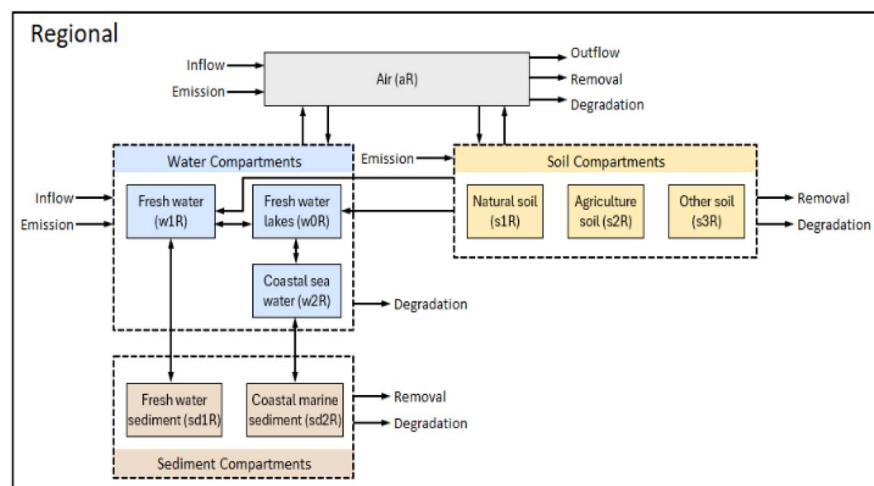 Regional
Inflow
Emission
Air (aR)
Outflow
Removal
Degradation
Water Compartments
Emission
Soil Compartments
Inflow
Emission
Fresh water
(w1R)
Fresh water
lakes (w0R)
Natural soil
(s1R)
Agriculture
soil (s2R)
Other soil
(s3R)
Removal
Degradation
Coastal sea
water (w2R)
Degradation
Fresh water
sediment (sd1R)
Coastal marine
sediment (sd2R)
Removal
Degradation
Sediment Compartments